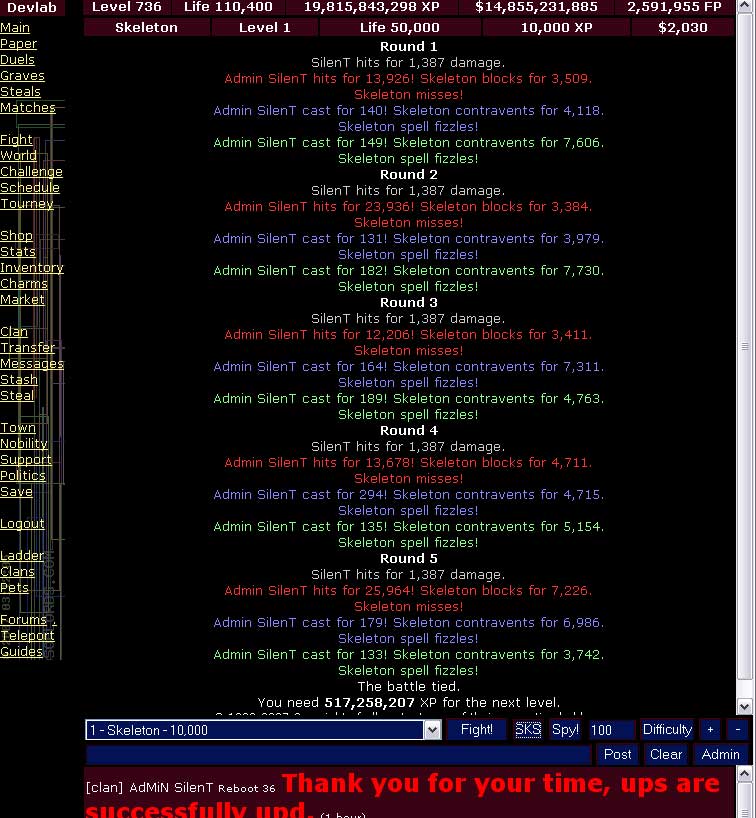 Devlab Level 736 Life 110,400 19,815,843,298 XP $14,855,231,885 2,591,955 FP
Skeleton Level 1 Life 50,000 10,000 XP $2,030
Main
Paper
Duels
Graves
Steals
Matches
Fight
World
Challenge
Schedule
Tourney
Shop
Stats
Inventory
Charms
Market
Clan
Transfer
Messages
Stash
Steal
Town
Nobility
Support
Politics
Save
Logout
Ladder
Clans
Pets
Forums .
Teleport
Guides
Round 1
SilenT hits for 1,387 damage.
Admin SilenT hits for 13,926! Skeleton blocks for 3,509.
Skeleton misses!
Admin SilenT cast for 140! Skeleton contravents for 4,118.
Skeleton spell fizzles!
Admin SilenT cast for 149! Skeleton contravents for 7,606.
Skeleton spell fizzles!
Round 2
SilenT hits for 1,387 damage.
Admin SilenT hits for 23,936! Skeleton blocks for 3,384.
Skeleton misses!
Admin SilenT cast for 131! Skeleton contravents for 3,979.
Skeleton spell fizzles!
Admin SilenT cast for 182! Skeleton contravents for 7,730.
Skeleton spell fizzles!
Round 3
SilenT hits for 1,387 damage.
Admin SilenT hits for 12,206! Skeleton blocks for 3,411.
Skeleton misses!
Admin SilenT cast for 164! Skeleton contravents for 7,311.
Skeleton spell fizzles!
Admin SilenT cast for 189! Skeleton contravents for 4,763.
Skeleton spell fizzles!
Round 4
SilenT hits for 1,387 damage.
Admin SilenT hits for 13,678! Skeleton blocks for 4,711.
Skeleton misses!
Admin SilenT cast for 294! Skeleton contravents for 4,715.
Skeleton spell fizzles!
Admin SilenT cast for 135! Skeleton contravents for 5,154.
Skeleton spell fizzles!
Round 5
SilenT hits for 1,387 damage.
Admin SilenT hits for 25,964! Skeleton blocks for 7,226.
Skeleton misses!
Admin SilenT cast for 179! Skeleton contravents for 6,986.
Skeleton spell fizzles!
Admin SilenT cast for 133! Skeleton contravents for 3,742.
Skeleton spell fizzles!
The battle tied.
You need 517,258,207 XP for the next level.
1 - Skeleton - 10,000 Fight! SKS Spy! 100 Difficulty + -
Post Clear Admin
[clan] AdMiN SilenT Reboot 36 Thank you for your time, ups are
successfully upd. (1 hour)